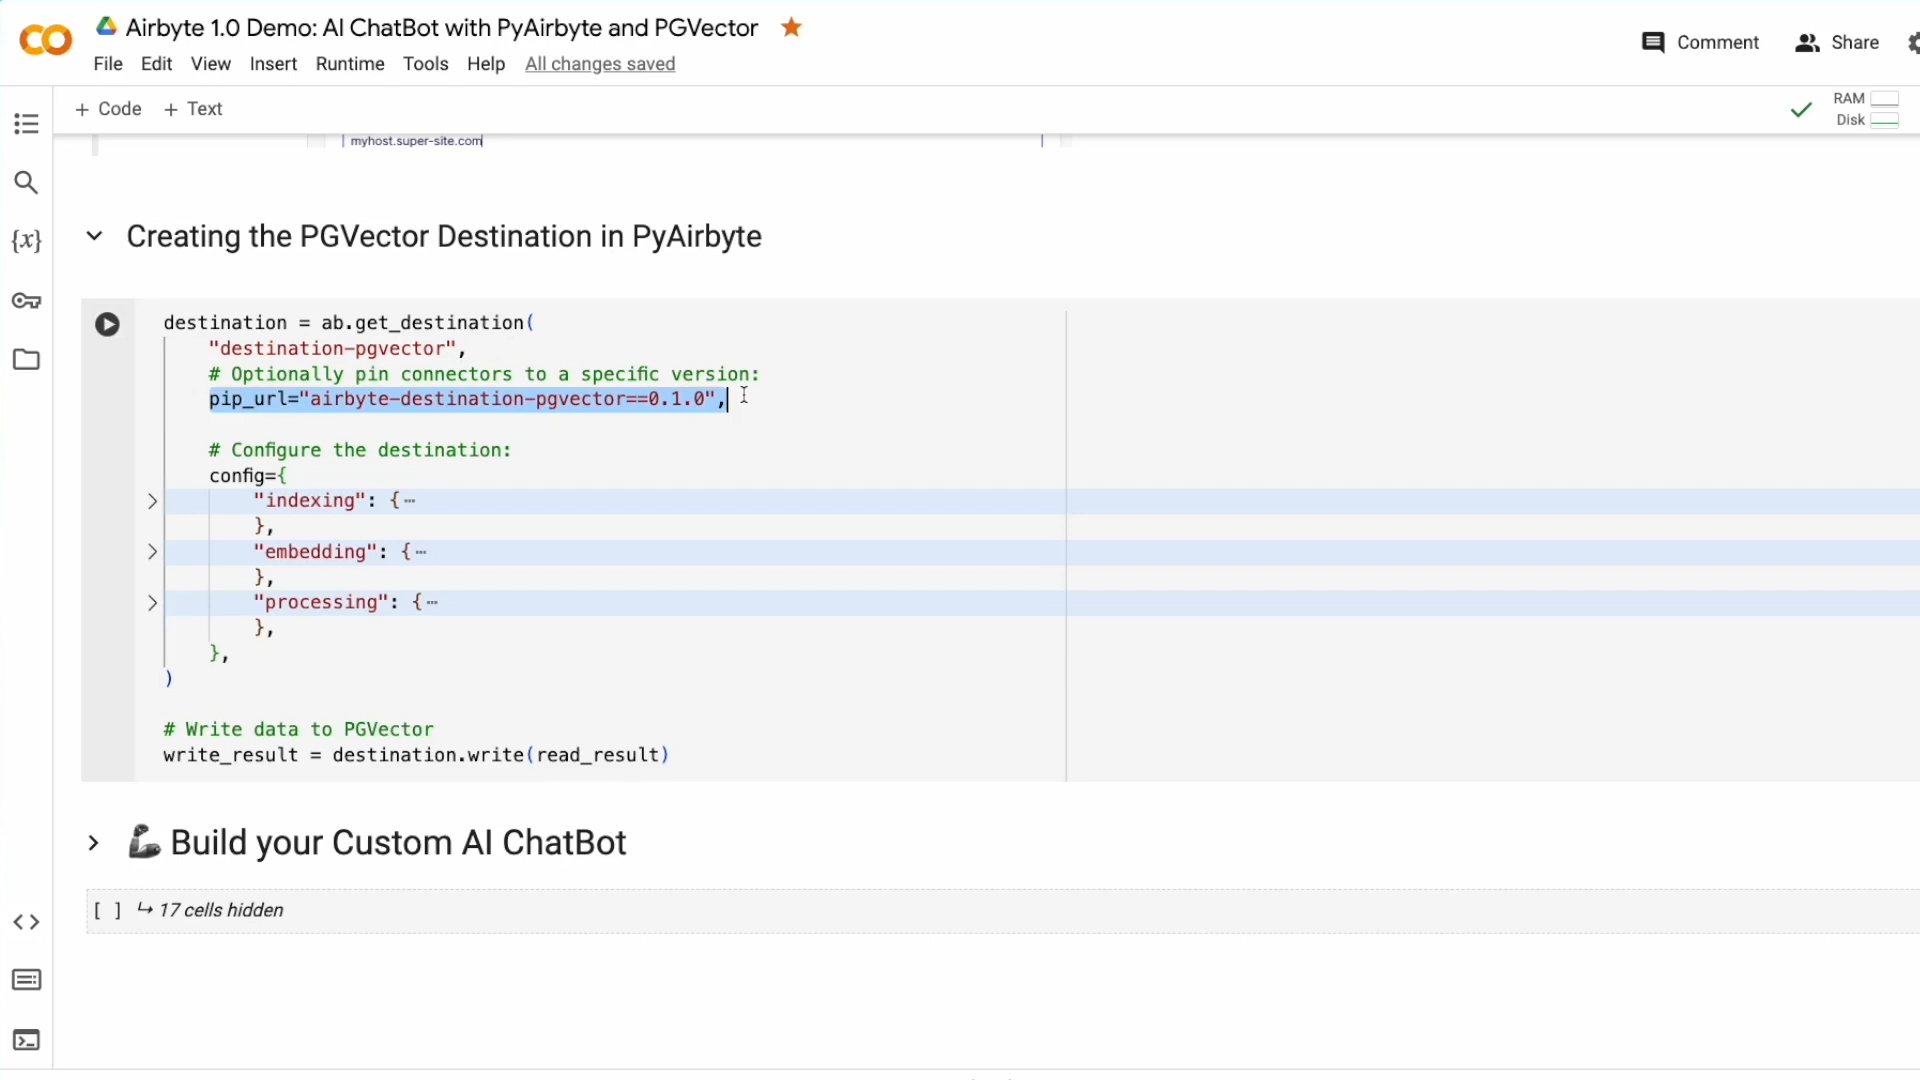 Airbyte 1.0 Demo: AI ChatBot with PyAirbyte and PGVector
Comment
Share
File Edit View Insert Runtime Tools Help All changes saved
+ Code + Text
RAM
Disk
myhost.super-site.com
Creating the PGVector Destination in PyAirbyte
destination = ab.get_destination(
"destination-pgvector",
# Optionally pin connectors to a specific version:
pip_url="airbyte-destination-pgvector==0.1.0",
# Configure the destination:
config={
"indexing": {…
},
"embedding": {…
},
"processing": {…
},
},
)
# Write data to PGVector
write_result = destination.write(read_result)
🦾 Build your Custom AI ChatBot
[ ] ↳ 17 cells hidden